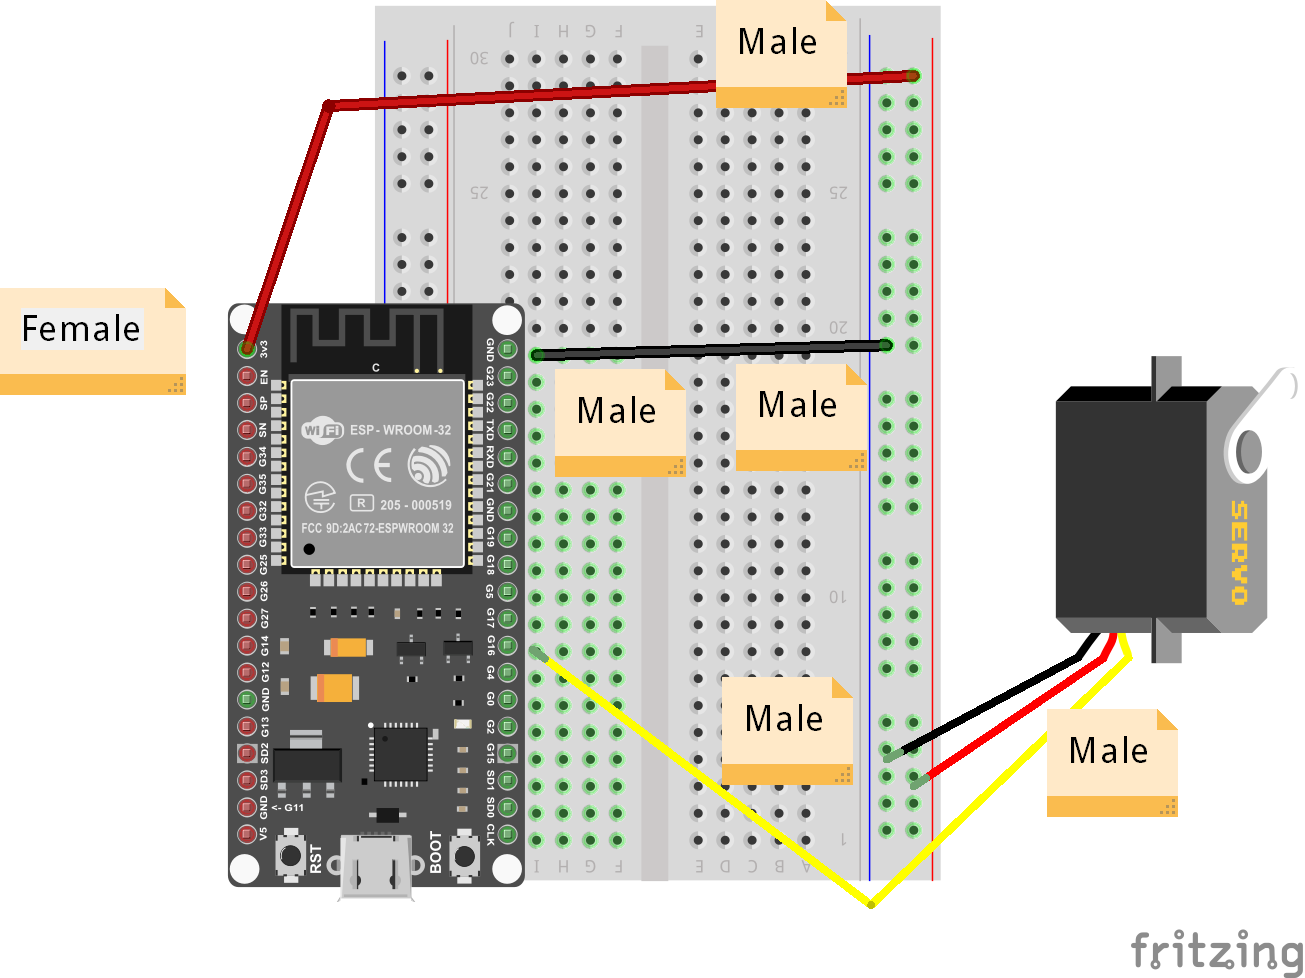 J I H G F
E
Male
30
25
25
Female
20
3v3
EN
SP
SN
G34
G35
G32
G33
G25
G26
G27
G14
G12
GND
G13
SD2
SD3
GND
V5
<- G11
C
WiFi ESP-WROOM-32
CE
R 205-000519
FCC 9D:2AC72-ESPWROOM 32
GND
G23
G22
TXD
RXD
G21
GND
G19
G18
G5
G17
G16
G4
G0
G2
G15
SD1
SD0
CLK
RST
BOOT
Male
Male
10
SERVO
Male
Male
1
I H G F
E D C B A
fritzing